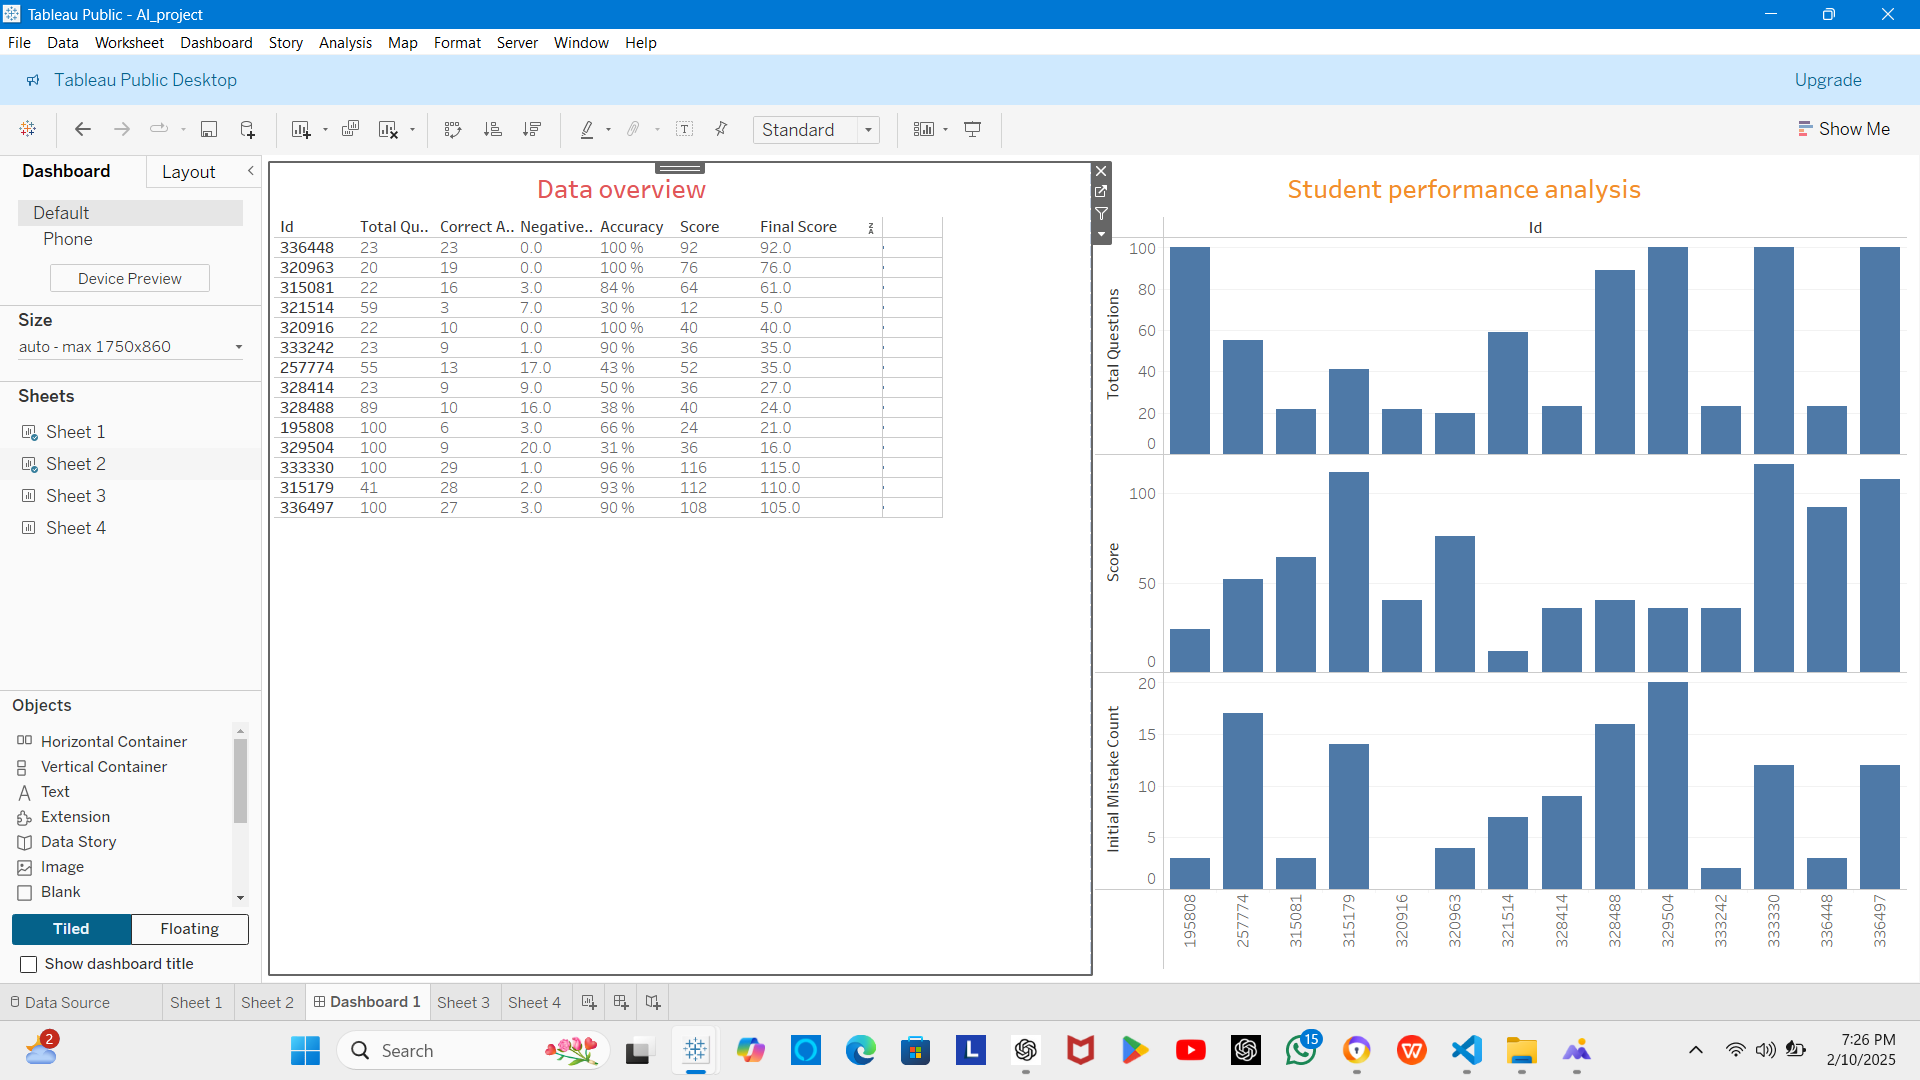 Tableau Public - AI_project
File Data Worksheet Dashboard Story Analysis Map Format Server Window Help
Tableau Public Desktop
Upgrade
Standard
Show Me
Dashboard Layout
Default
Phone
Device Preview
Size
auto - max 1750x860
Sheets
Sheet 1
Sheet 2
Sheet 3
Sheet 4
Objects
Horizontal Container
Vertical Container
Text
Extension
Data Story
Image
Blank
Tiled Floating
Show dashboard title
Data overview
Id Total Qu.. Correct A.. Negative.. Accuracy Score Final Score
336448 23 23 0.0 100 % 92 92.0
320963 20 19 0.0 100 % 76 76.0
315081 22 16 3.0 84 % 64 61.0
321514 59 3 7.0 30 % 12 5.0
320916 22 10 0.0 100 % 40 40.0
333242 23 9 1.0 90 % 36 35.0
257774 55 13 17.0 43 % 52 35.0
328414 23 9 9.0 50 % 36 27.0
328488 89 10 16.0 38 % 40 24.0
195808 100 6 3.0 66 % 24 21.0
329504 100 9 20.0 31 % 36 16.0
333330 100 29 1.0 96 % 116 115.0
315179 41 28 2.0 93 % 112 110.0
336497 100 27 3.0 90 % 108 105.0
Student performance analysis
Id
Total Questions
100
80
60
40
20
0
Score
100
50
0
Initial Mistake Count
20
15
10
5
0
195808
257774
315081
315179
320916
320963
321514
328414
328488
329504
333242
333330
336448
336497
Data Source Sheet 1 Sheet 2 Dashboard 1 Sheet 3 Sheet 4
2
Search
L
15
W
7:26 PM
2/10/2025